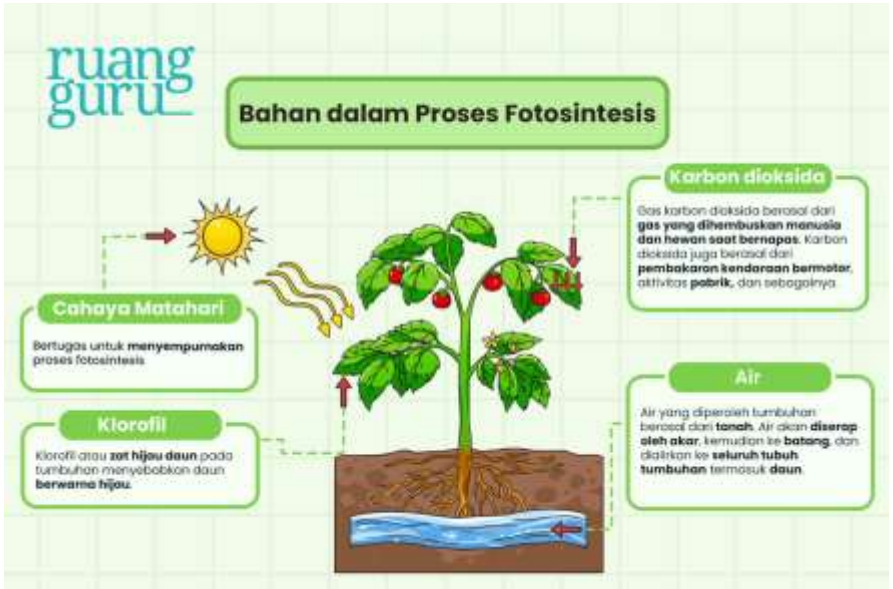 ruang
guru
Bahan dalam Proses Fotosintesis
Cahaya Matahari
Bertugas untuk menyempurnakan
proses fotosintesis
Klorofil
Klorofil atau zat hijau daun pada
tumbuhan menyebabkan daun
berwarna hijau.
Karbon dioksida
Gas karbon dioksida berasal dari
gas yang dihembuskan manusia
dan hewan saat bernapas. Karbon
dioksida juga berasal dari
pembakaran kendaraan bermotor,
aktivitas pabrik, dan sebagainya
Air
Air yang diperoleh tumbuhan
berasal dari tanah. Air akan diserap
oleh akar, kemudian ke batang, dan
dialirkan ke seluruh tubuh
tumbuhan termasuk daun.